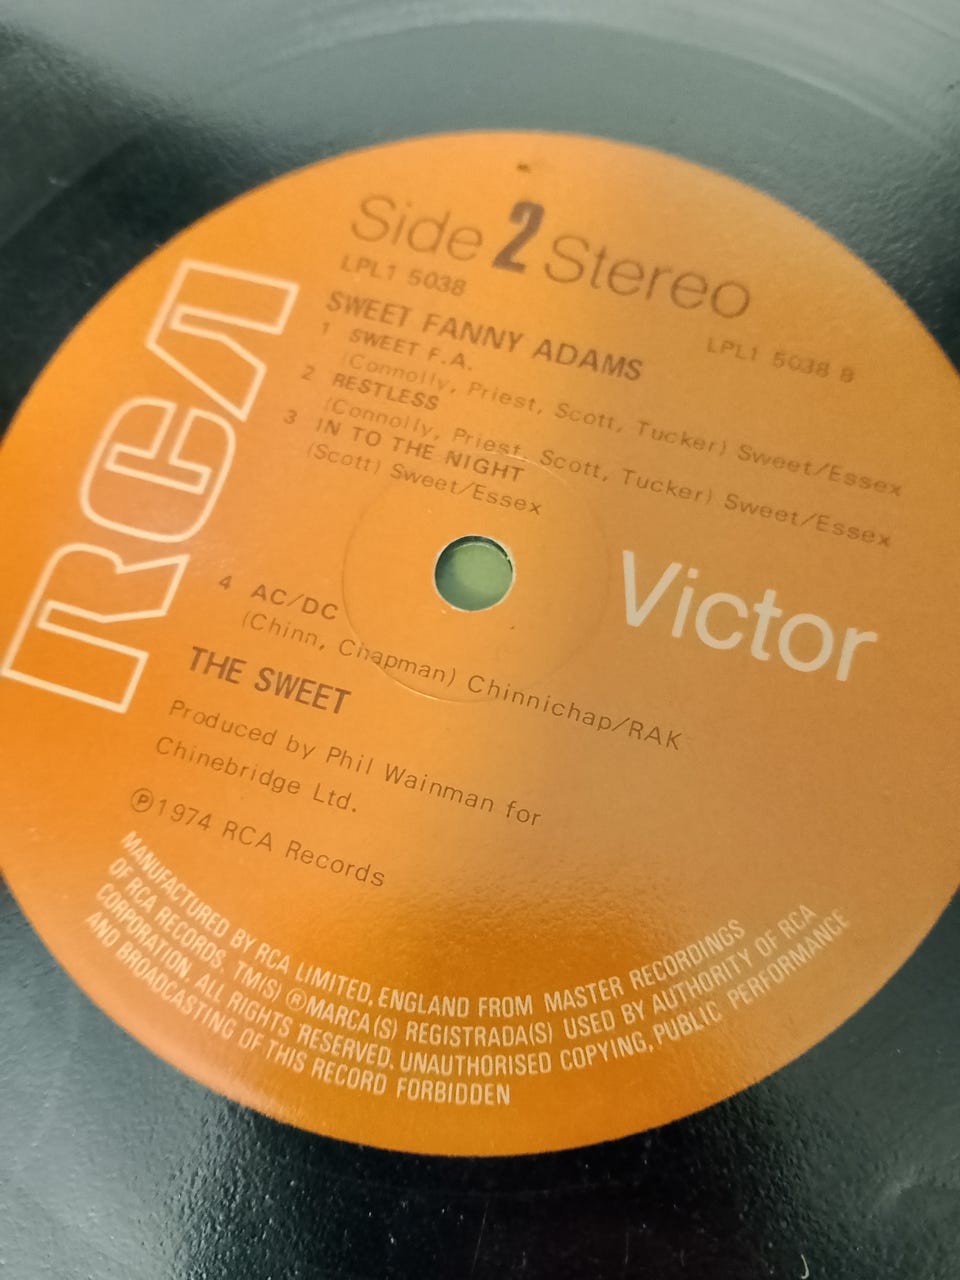 RCA
Side 2 Stereo
LPL1 5038
LPL1 5038 B
SWEET FANNY ADAMS
1 SWEET F.A.
(Connolly, Priest, Scott, Tucker) Sweet/Essex
2 RESTLESS
(Connolly, Priest, Scott, Tucker) Sweet/Essex
3 IN TO THE NIGHT
(Scott) Sweet/Essex
Victor
4 AC/DC
(Chinn, Chapman) Chinnichap/RAK
THE SWEET
Produced by Phil Wainman for
Chinebridge Ltd.
℗1974 RCA Records
MANUFACTURED BY RCA LIMITED, ENGLAND FROM MASTER RECORDINGS
OF RCA RECORDS. TM(S) ®MARCA(S) REGISTRADA(S) USED BY AUTHORITY OF RCA
CORPORATION. ALL RIGHTS RESERVED. UNAUTHORISED COPYING, PUBLIC PERFORMANCE
AND BROADCASTING OF THIS RECORD FORBIDDEN